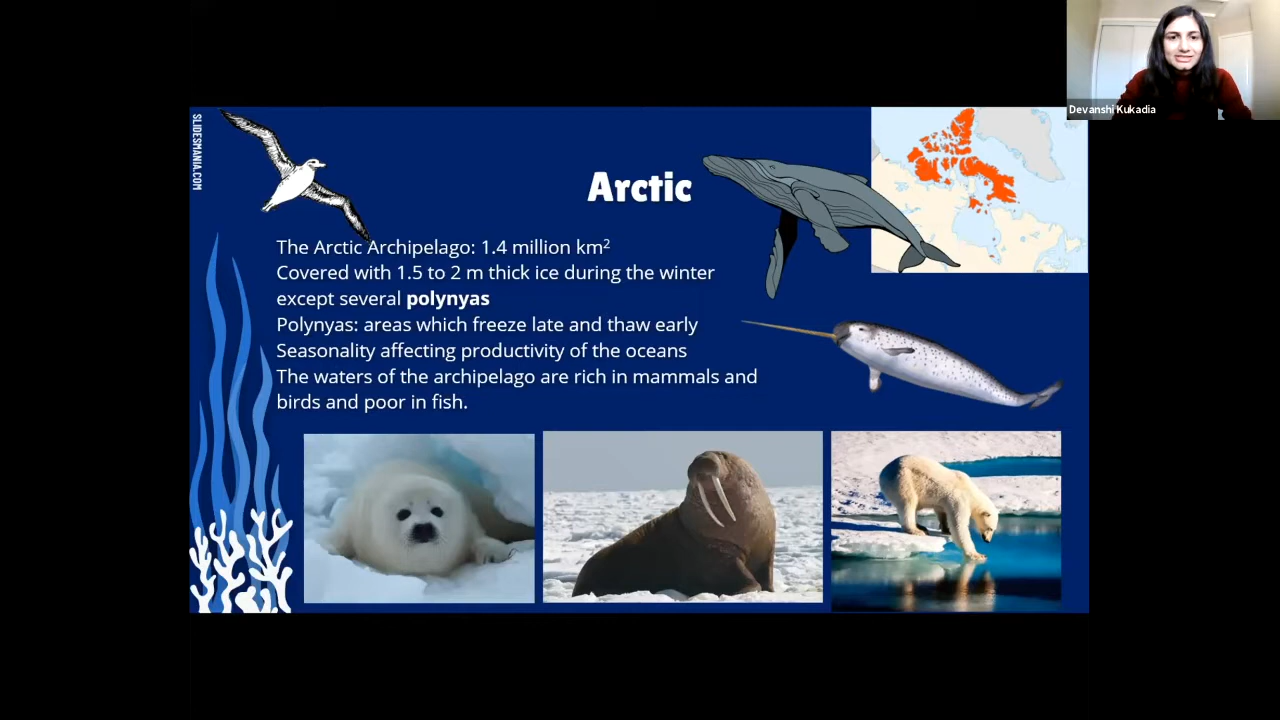 Devanshi Kukadia
SLIDESMANIA.COM
Arctic
The Arctic Archipelago: 1.4 million km²
Covered with 1.5 to 2 m thick ice during the winter
except several polynyas
Polynyas: areas which freeze late and thaw early
Seasonality affecting productivity of the oceans
The waters of the archipelago are rich in mammals and
birds and poor in fish.